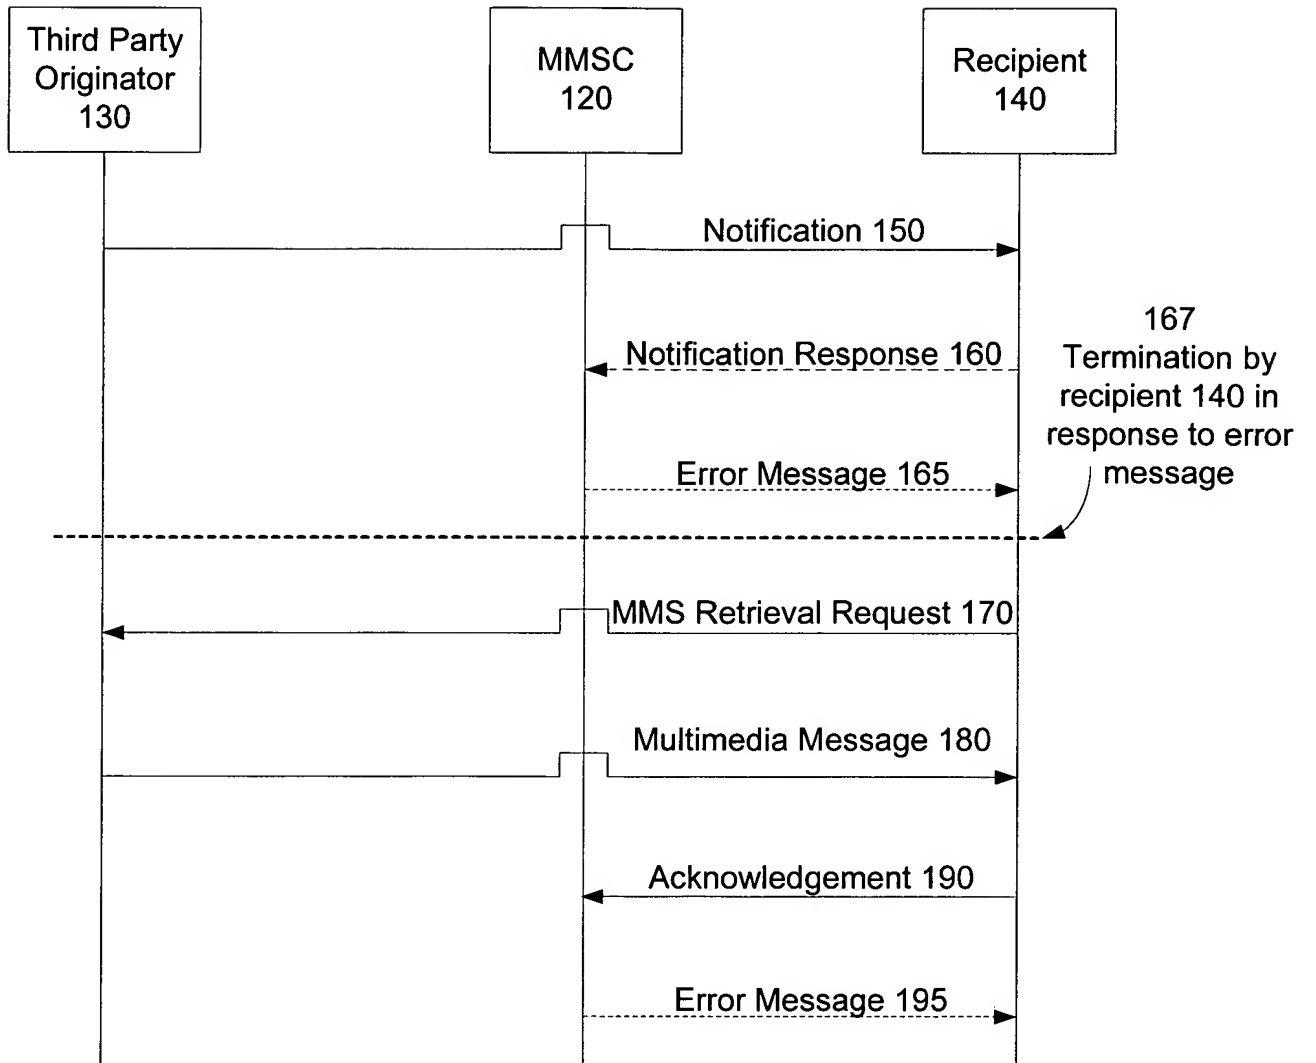 Third Party
Originator
130
MMSC
120
Recipient
140
Notification 150
Notification Response 160
167
Termination by
recipient 140 in
response to error
message
Error Message 165
MMS Retrieval Request 170
Multimedia Message 180
Acknowledgement 190
Error Message 195